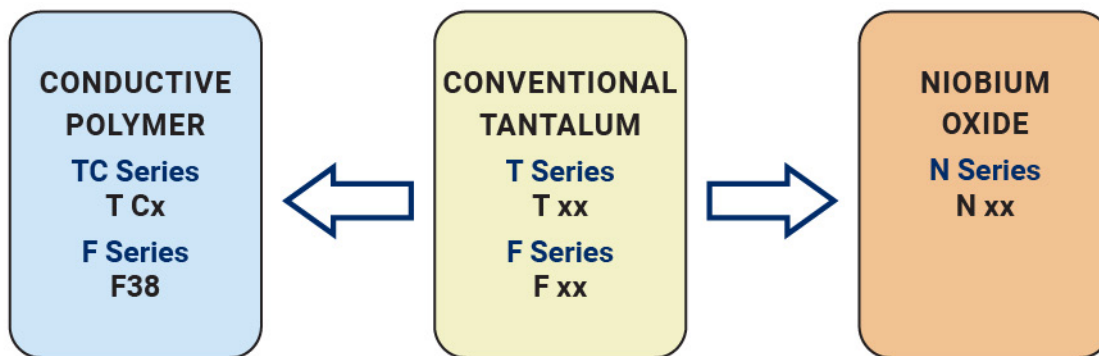 CONDUCTIVE
POLYMER
TC Series
T Cx
F Series
F38
CONVENTIONAL
TANTALUM
T Series
T xx
F Series
F xx
NIOBIUM
OXIDE
N Series
N xx